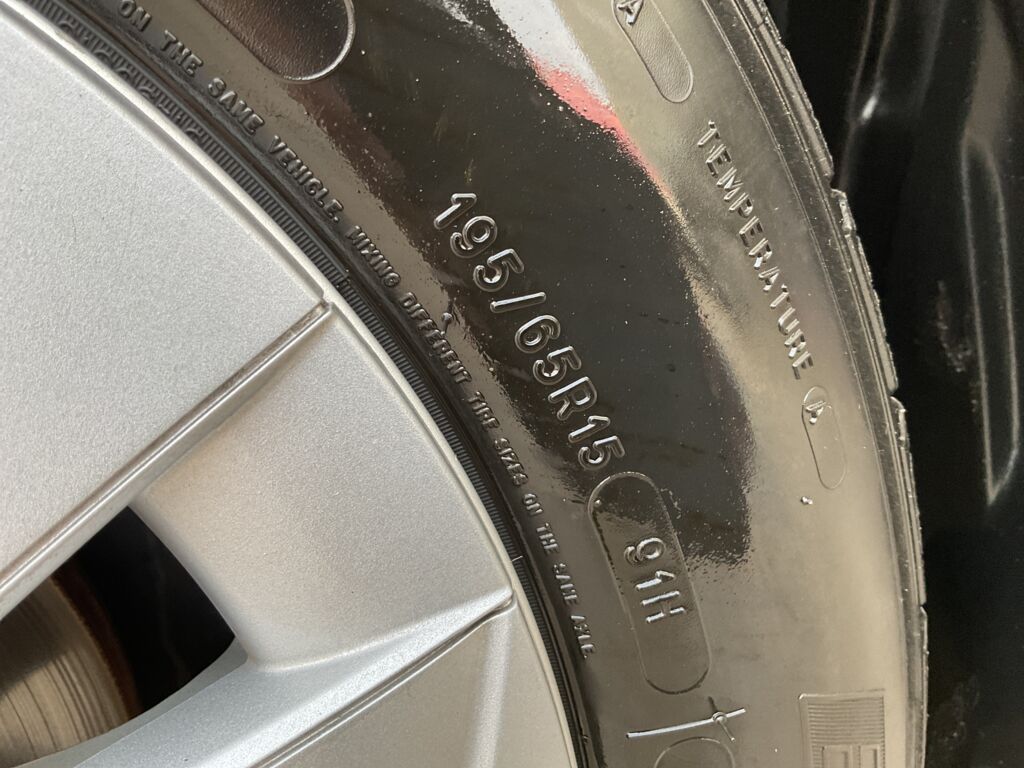 ON THE SAME VEHICLE. MIXING DIFFERENT TIRE SIZES ON THE SAME AXLE.
195/65R15
91H
A
TEMPERATURE A